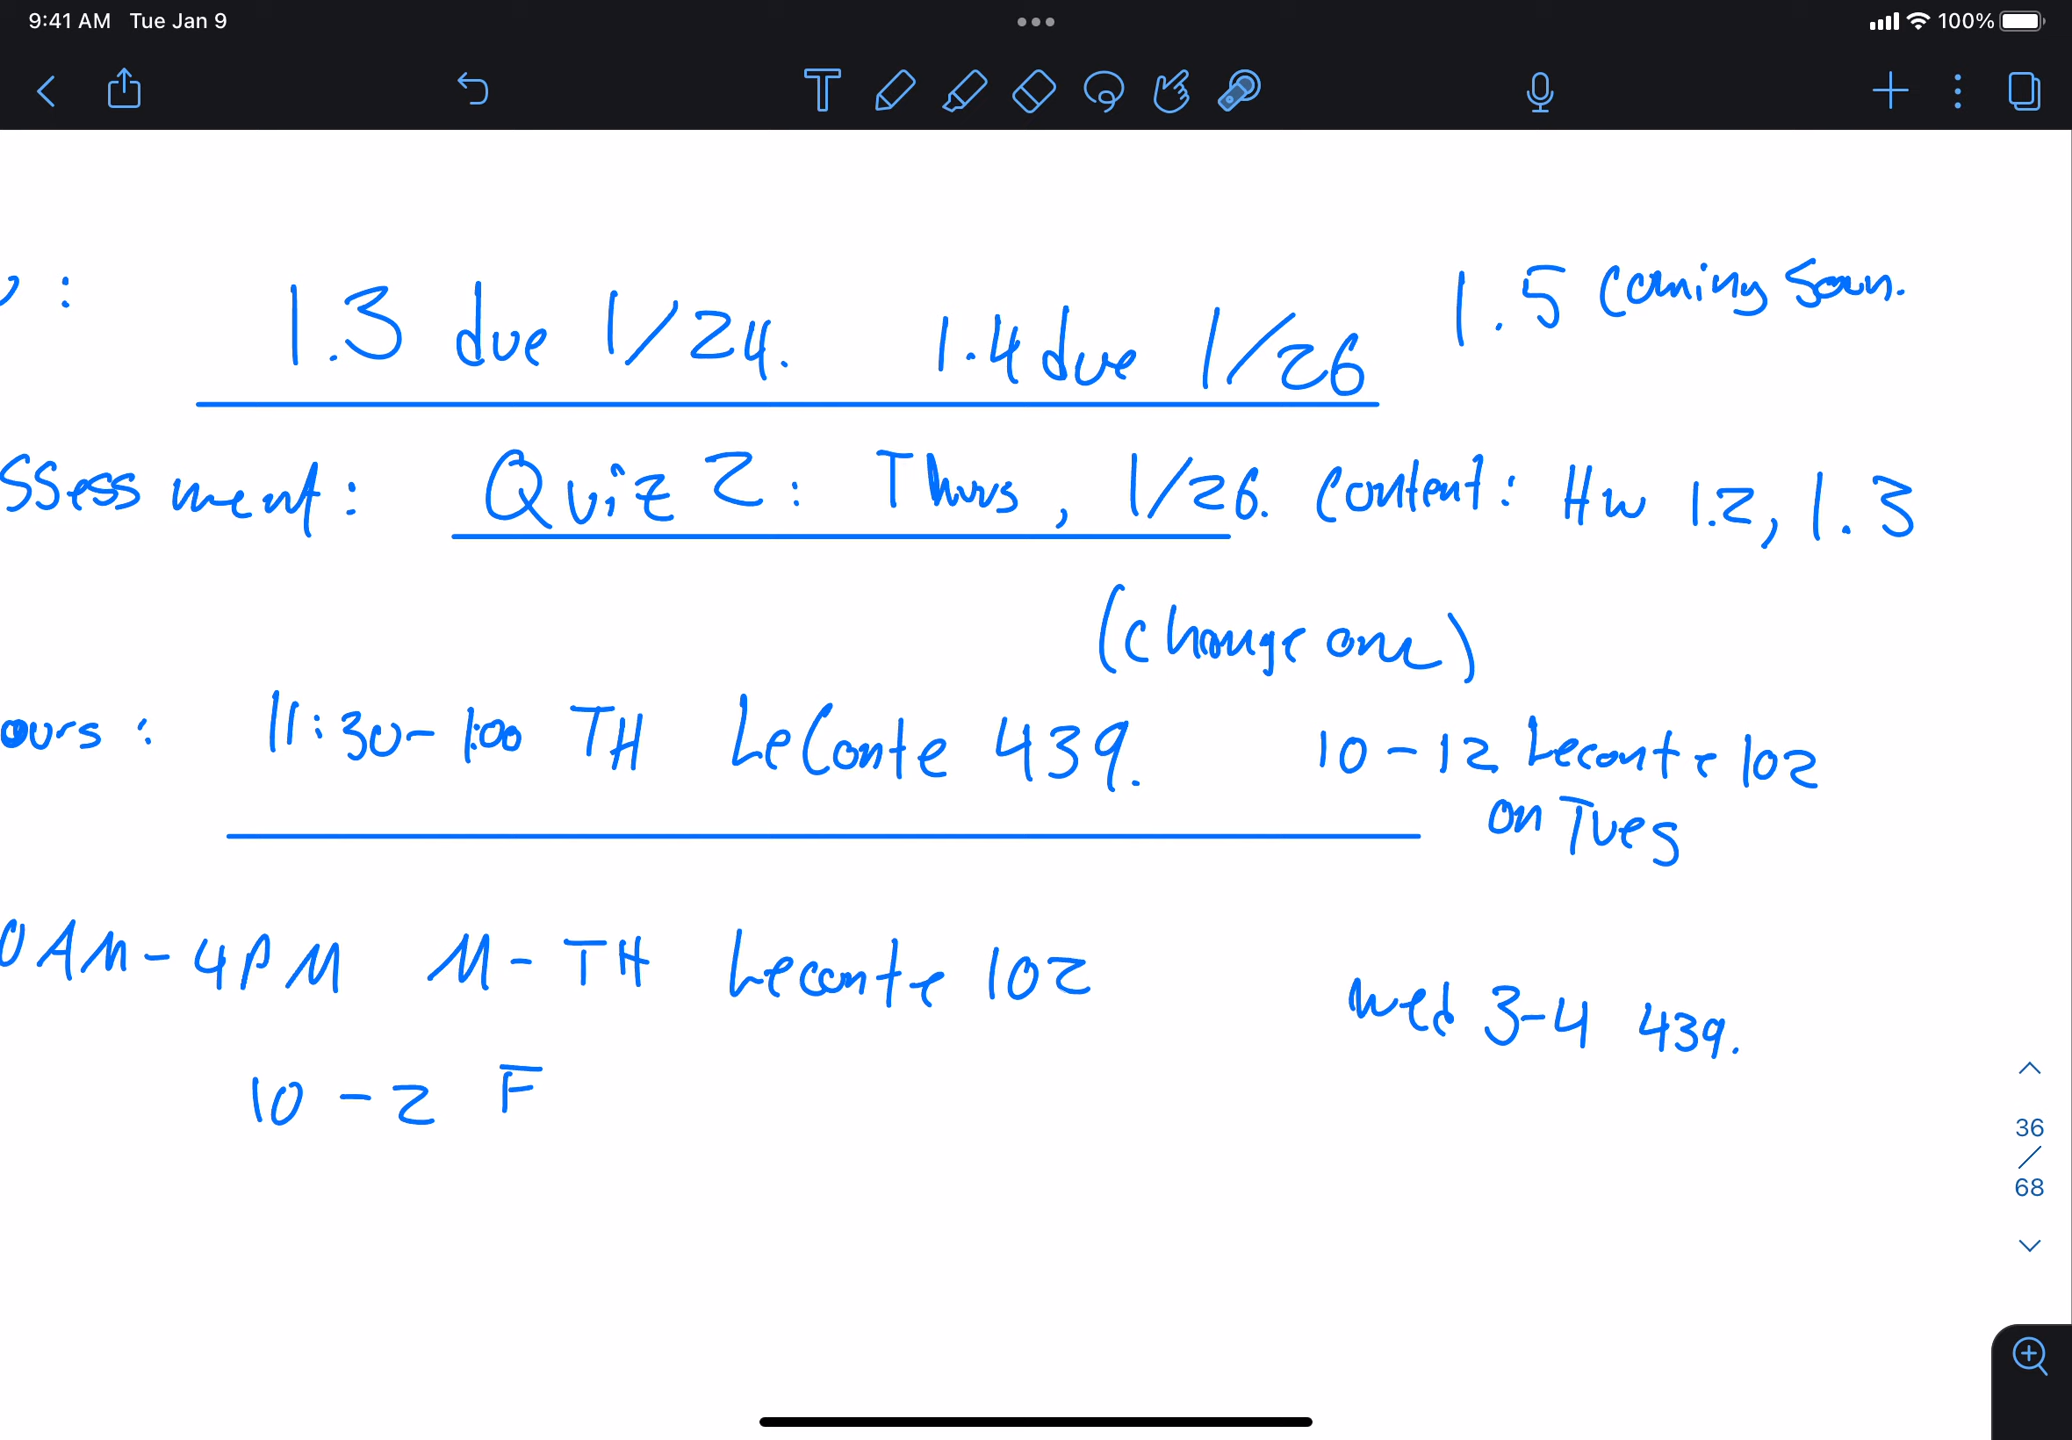 9:41 AM Tue Jan 9 100%
: 1.3 due 1/24. 1.4 due 1/26 1.5 coming soon.
ssessment: Quiz 2: Thurs, 1/26. content: HW 1.2, 1.3
(change one)
ours: 11:30-1:00 TH LeConte 439. 10-12 Leconte 102
on Tues
0AM-4PM M-TH Leconte 102
wed 3-4 439.
10-2 F
36
/
68